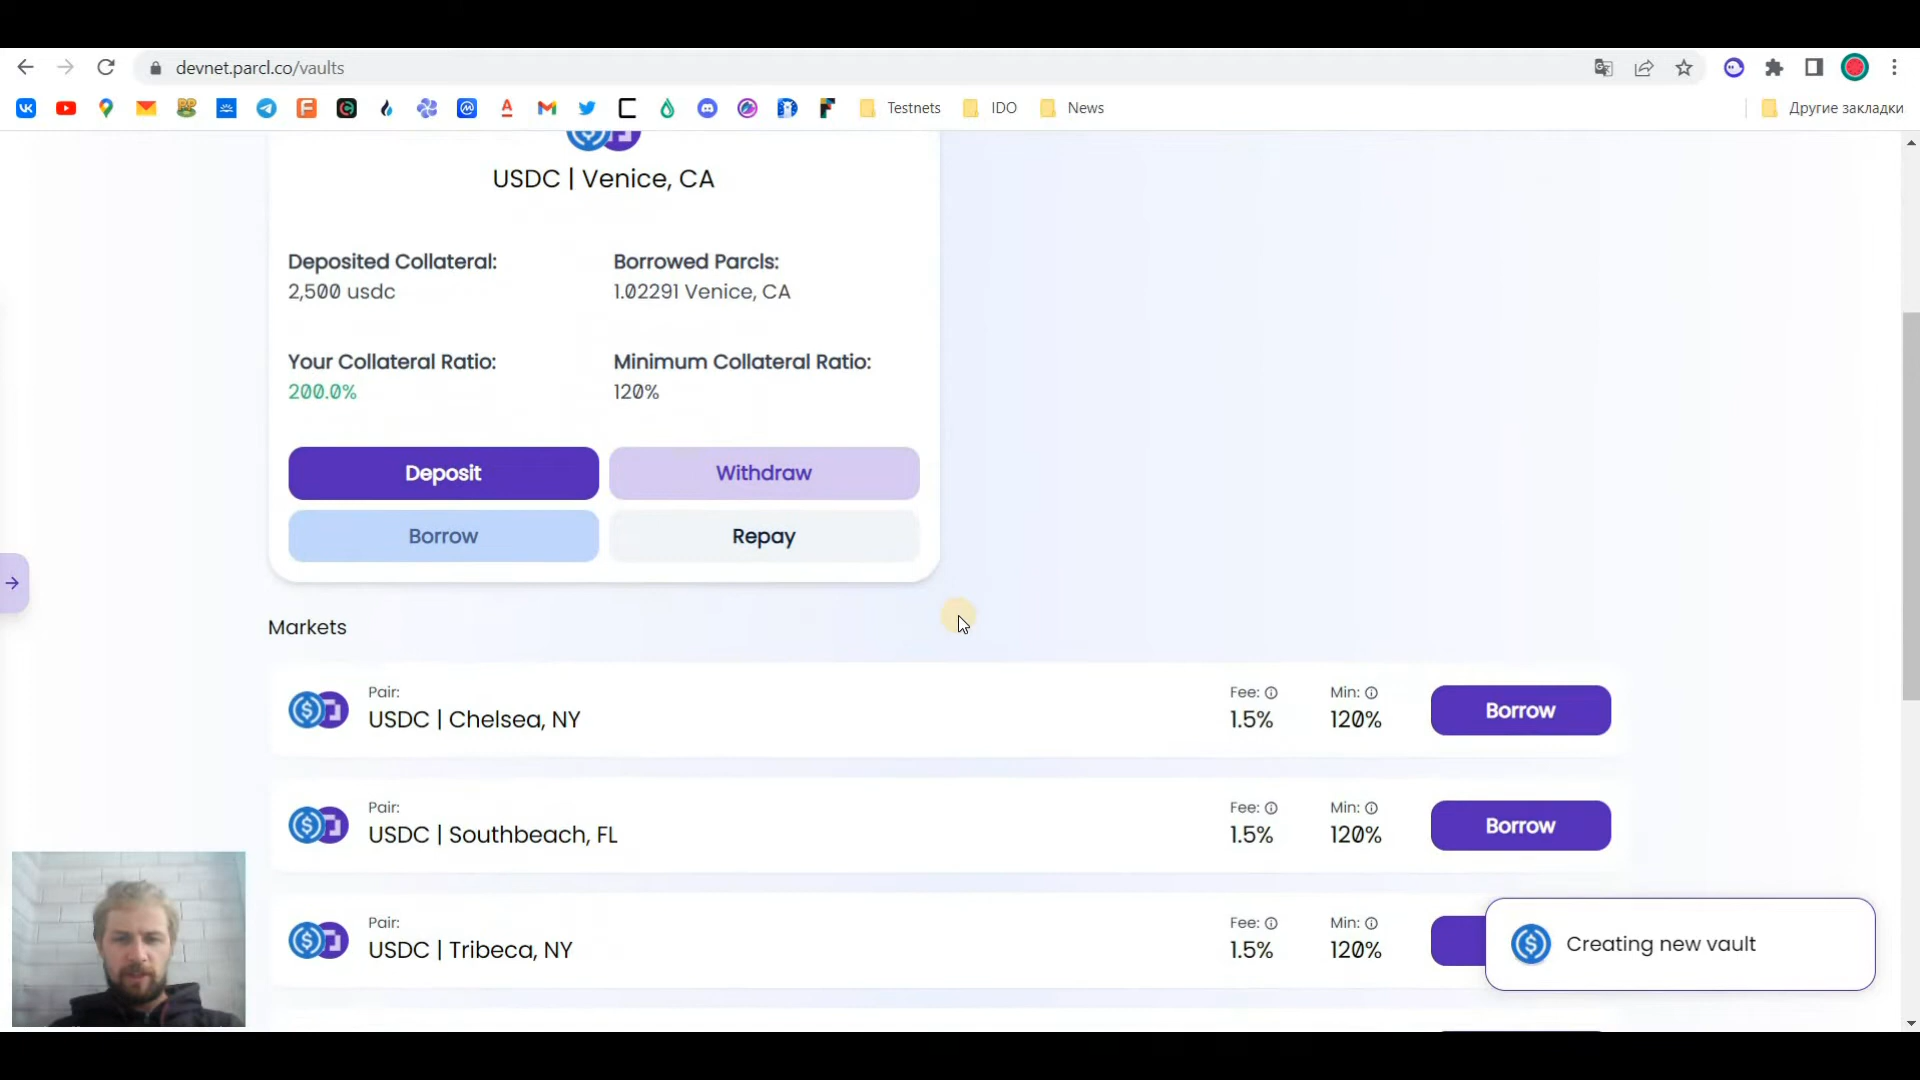 devnet.parcl.co/vaults
Testnets
IDO
News
Другие закладки
USDC | Venice, CA
Deposited Collateral:
2,500 usdc
Borrowed Parcls:
1.02291 Venice, CA
Your Collateral Ratio:
200.0%
Minimum Collateral Ratio:
120%
Deposit
Withdraw
Borrow
Repay
Markets
Pair:
USDC | Chelsea, NY
Fee:
1.5%
Min:
120%
Borrow
Pair:
USDC | Southbeach, FL
Fee:
1.5%
Min:
120%
Borrow
Pair:
USDC | Tribeca, NY
Fee:
1.5%
Min:
120%
Creating new vault